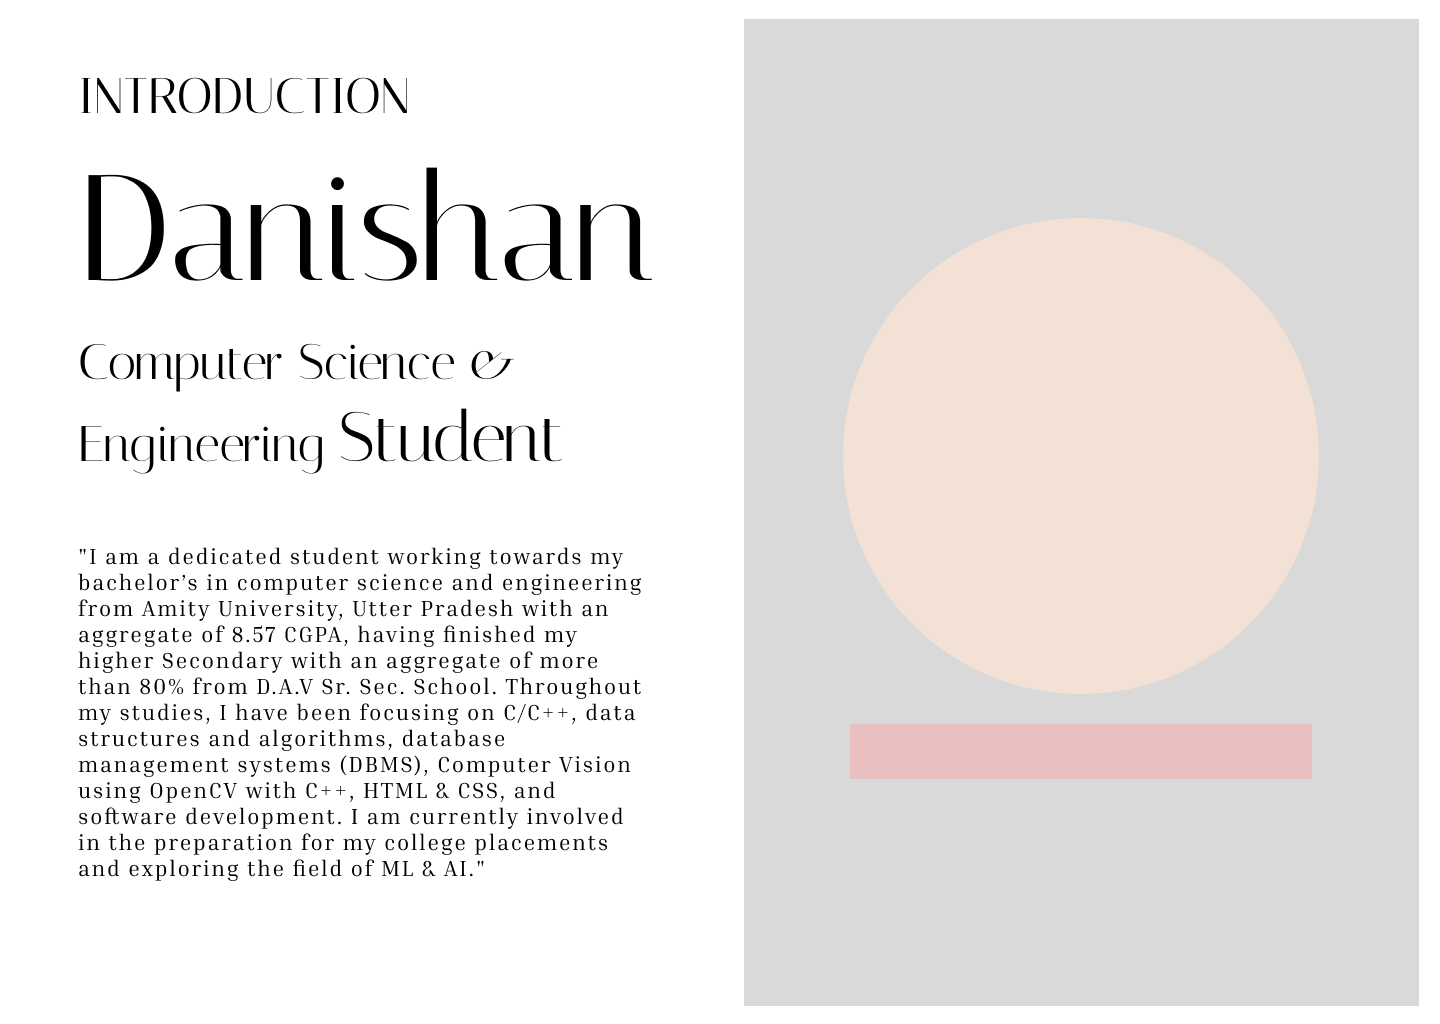 INTRODUCTION
Danishan
Computer Science &
Engineering Student
"I am a dedicated student working towards my
bachelor’s in computer science and engineering
from Amity University, Utter Pradesh with an
aggregate of 8.57 CGPA, having finished my
higher Secondary with an aggregate of more
than 80% from D.A.V Sr. Sec. School. Throughout
my studies, I have been focusing on C/C++, data
structures and algorithms, database
management systems (DBMS), Computer Vision
using OpenCV with C++, HTML & CSS, and
software development. I am currently involved
in the preparation for my college placements
and exploring the field of ML & AI."